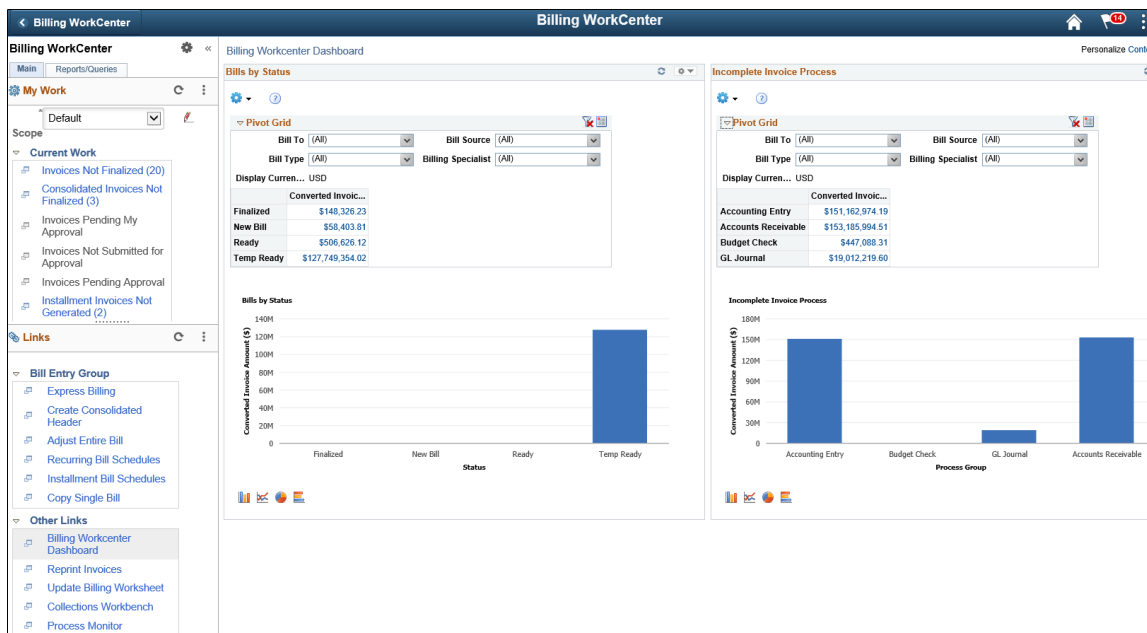 Billing WorkCenter
Billing WorkCenter
14
Billing WorkCenter
«
Main Reports/Queries
My Work
*
Default
Scope
Current Work
Invoices Not Finalized (20)
Consolidated Invoices Not
Finalized (3)
Invoices Pending My
Approval
Invoices Not Submitted for
Approval
Invoices Pending Approval
Installment Invoices Not
Generated (2)
Links
Bill Entry Group
Express Billing
Create Consolidated
Header
Adjust Entire Bill
Recurring Bill Schedules
Installment Bill Schedules
Copy Single Bill
Other Links
Billing Workcenter
Dashboard
Reprint Invoices
Update Billing Worksheet
Collections Workbench
Process Monitor
Billing Workcenter Dashboard
Personalize Conte
Bills by Status
Pivot Grid
Bill To (All) Bill Source (All)
Bill Type (All) Billing Specialist (All)
Display Curren... USD
Converted Invoic...
Finalized $148,326.23
New Bill $58,403.81
Ready $506,626.12
Temp Ready $127,749,354.02
Bills by Status
Converted Invoice Amount ($)
140M
120M
100M
80M
60M
40M
20M
0
Finalized New Bill Ready Temp Ready
Status
Incomplete Invoice Process
Pivot Grid
Bill To (All) Bill Source (All)
Bill Type (All) Billing Specialist (All)
Display Curren... USD
Converted Invoic...
Accounting Entry $151,162,974.19
Accounts Receivable $153,185,994.51
Budget Check $447,088.31
GL Journal $19,012,219.60
Incomplete Invoice Process
Converted Invoice Amount ($)
180M
150M
120M
90M
60M
30M
0
Accounting Entry Budget Check GL Journal Accounts Receivable
Process Group